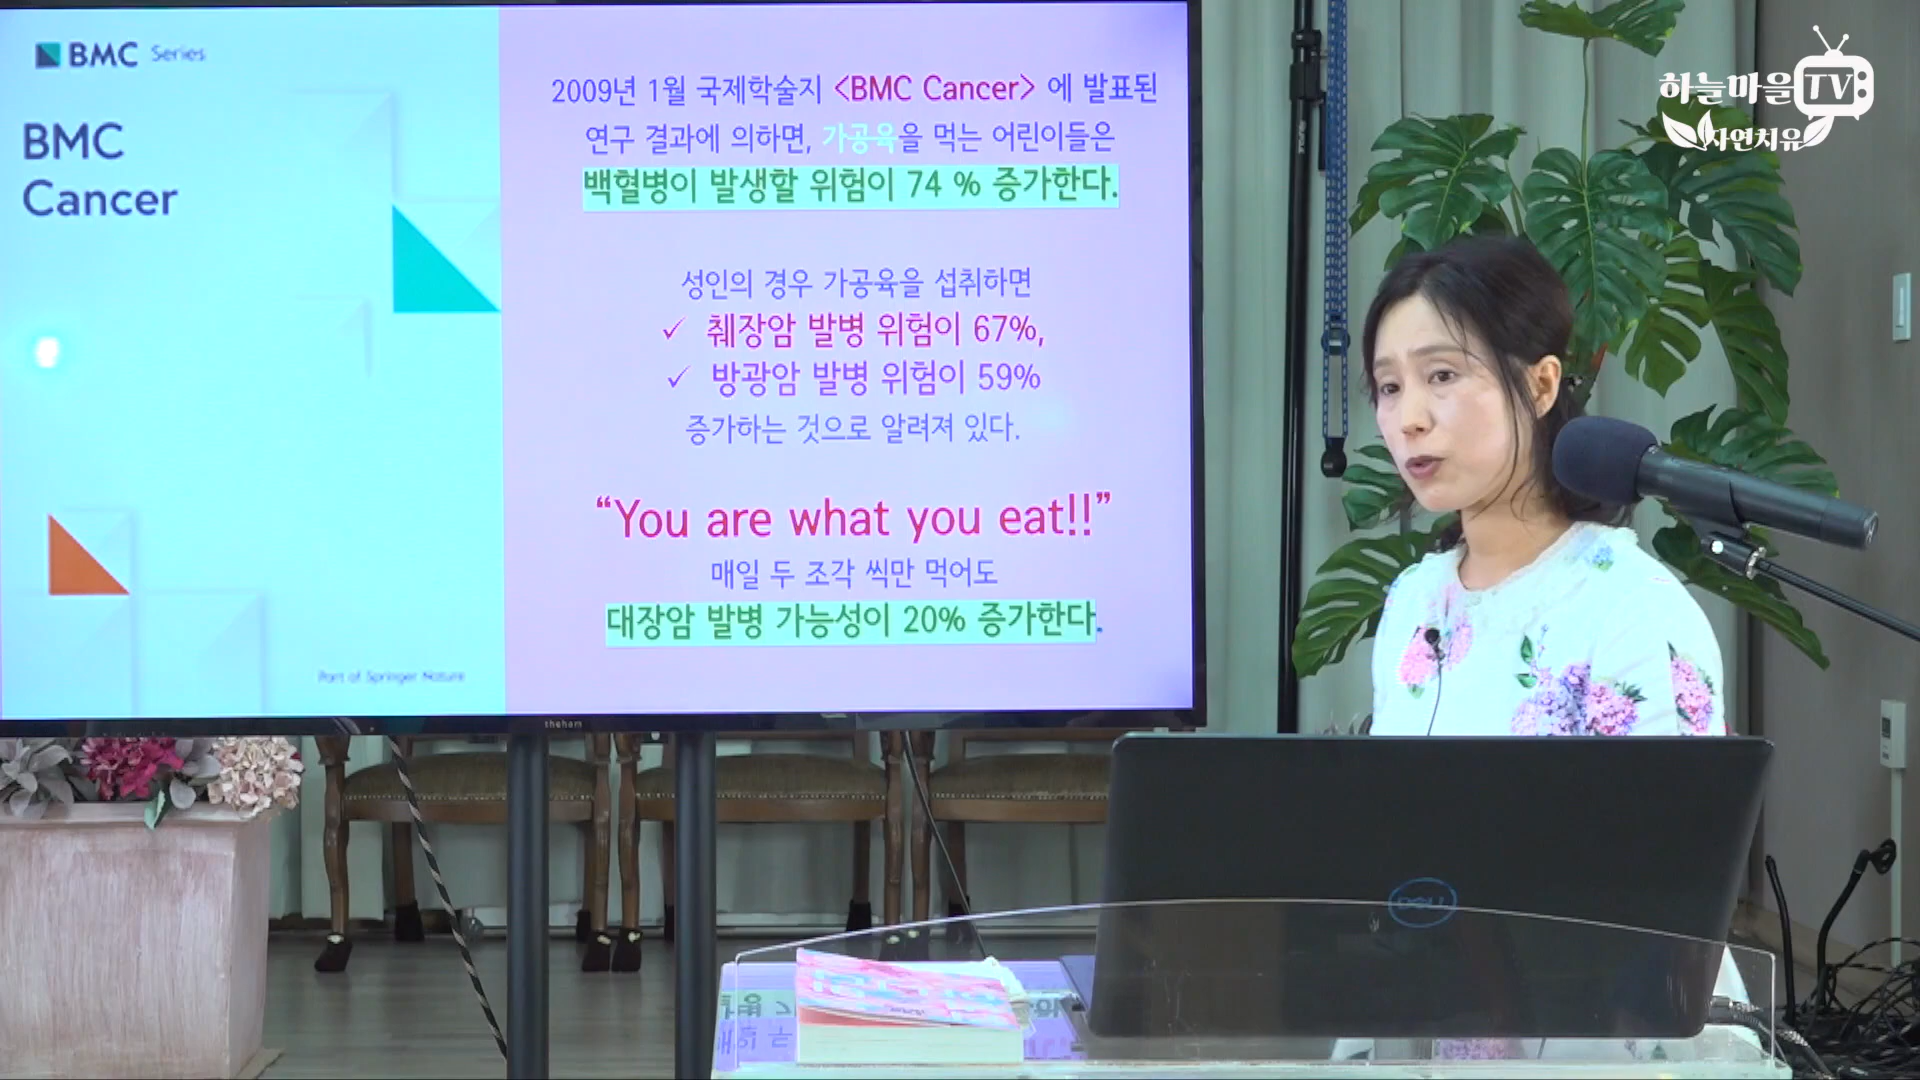 BMC Series
BMC
Cancer
Part of Springer Nature
2009년 1월 국제학술지 <BMC Cancer> 에 발표된
연구 결과에 의하면, 가공육을 먹는 어린이들은
백혈병이 발생할 위험이 74 % 증가한다.
성인의 경우 가공육을 섭취하면
✓ 췌장암 발병 위험이 67%,
✓ 방광암 발병 위험이 59%
증가하는 것으로 알려져 있다.
“You are what you eat!!”
매일 두 조각 씩만 먹어도
대장암 발병 가능성이 20% 증가한다.
하늘마을 TV
자연치유
theham
DELL